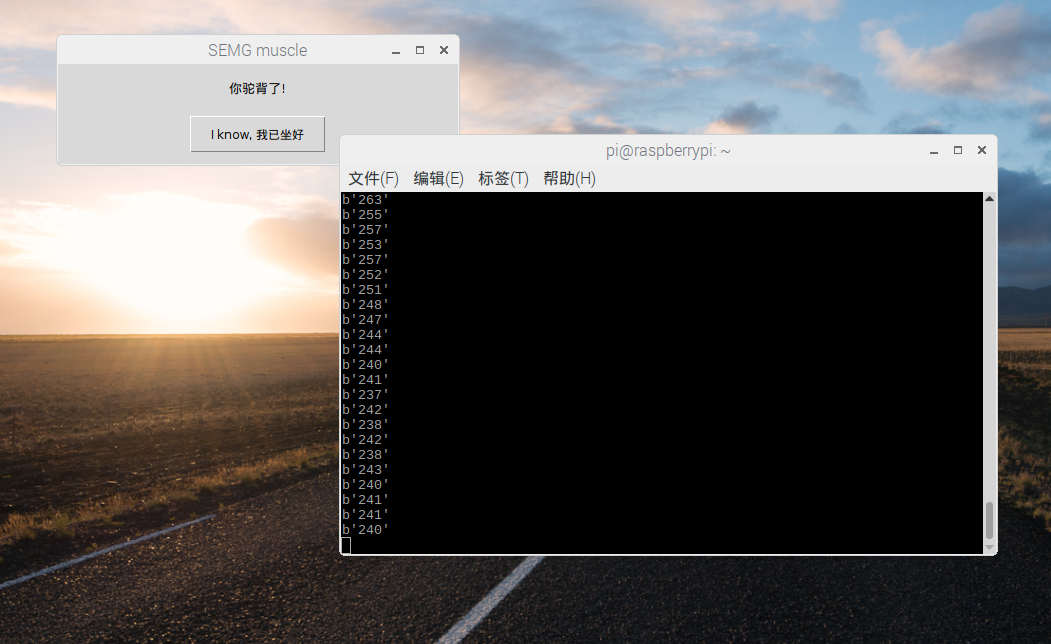 SEMG muscle
你驼背了!
I know, 我已坐好
pi@raspberrypi: ~
文件(F) 编辑(E) 标签(T) 帮助(H)
b'263'
b'255'
b'257'
b'253'
b'257'
b'252'
b'251'
b'248'
b'247'
b'244'
b'244'
b'240'
b'241'
b'237'
b'242'
b'238'
b'242'
b'238'
b'243'
b'240'
b'241'
b'241'
b'240'